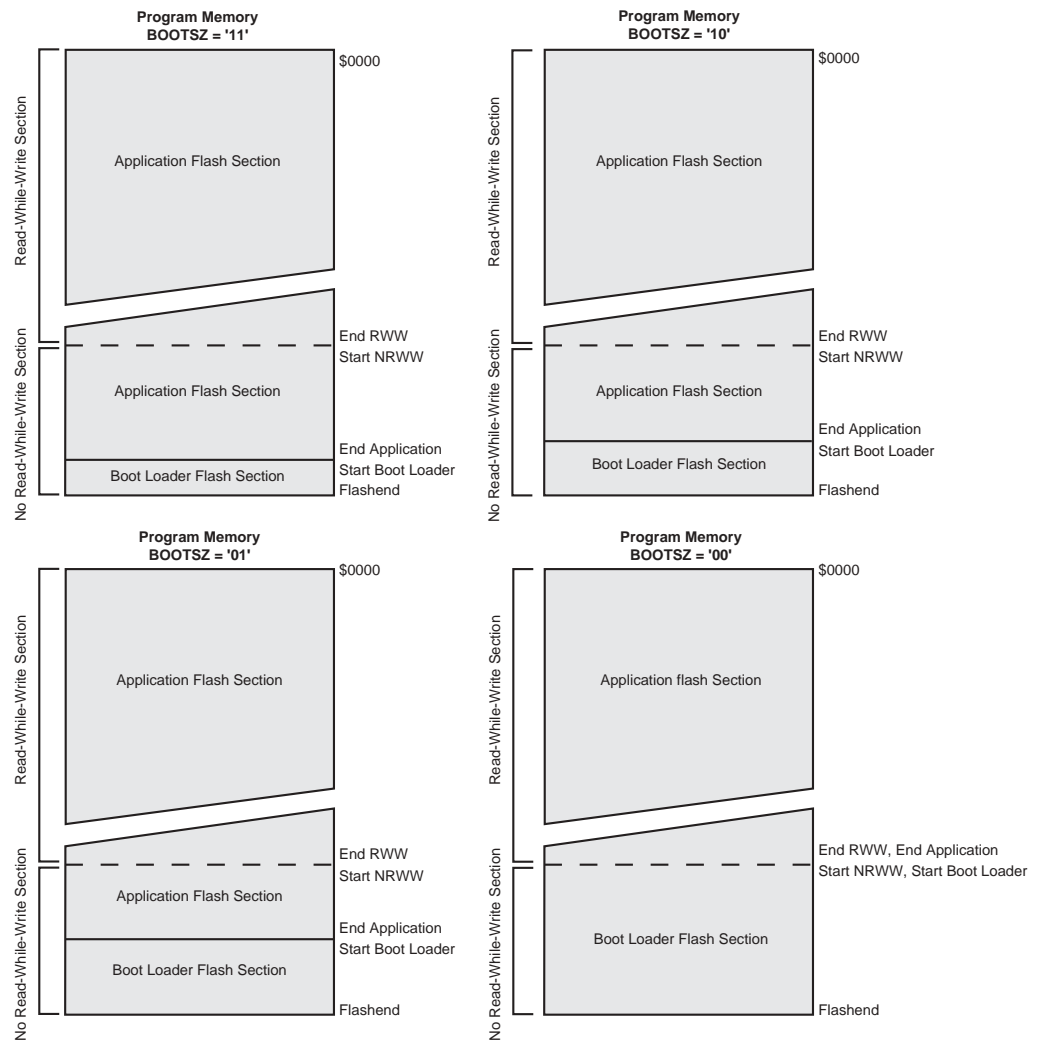 Program Memory
BOOTSZ = '11'
$0000
Read-While-Write Section
Application Flash Section
End RWW
Start NRWW
No Read-While-Write Section
Application Flash Section
End Application
Start Boot Loader
Boot Loader Flash Section
Flashend
Program Memory
BOOTSZ = '10'
$0000
Read-While-Write Section
Application Flash Section
End RWW
Start NRWW
No Read-While-Write Section
Application Flash Section
End Application
Start Boot Loader
Boot Loader Flash Section
Flashend
Program Memory
BOOTSZ = '01'
$0000
Read-While-Write Section
Application Flash Section
End RWW
Start NRWW
No Read-While-Write Section
Application Flash Section
End Application
Start Boot Loader
Boot Loader Flash Section
Flashend
Program Memory
BOOTSZ = '00'
$0000
Read-While-Write Section
Application flash Section
End RWW, End Application
Start NRWW, Start Boot Loader
No Read-While-Write Section
Boot Loader Flash Section
Flashend